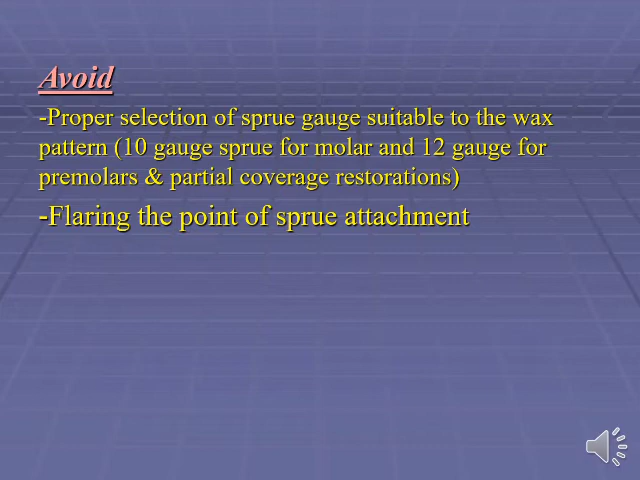 Avoid
-Proper selection of sprue gauge suitable to the wax
pattern (10 gauge sprue for molar and 12 gauge for
premolars & partial coverage restorations)
-Flaring the point of sprue attachment